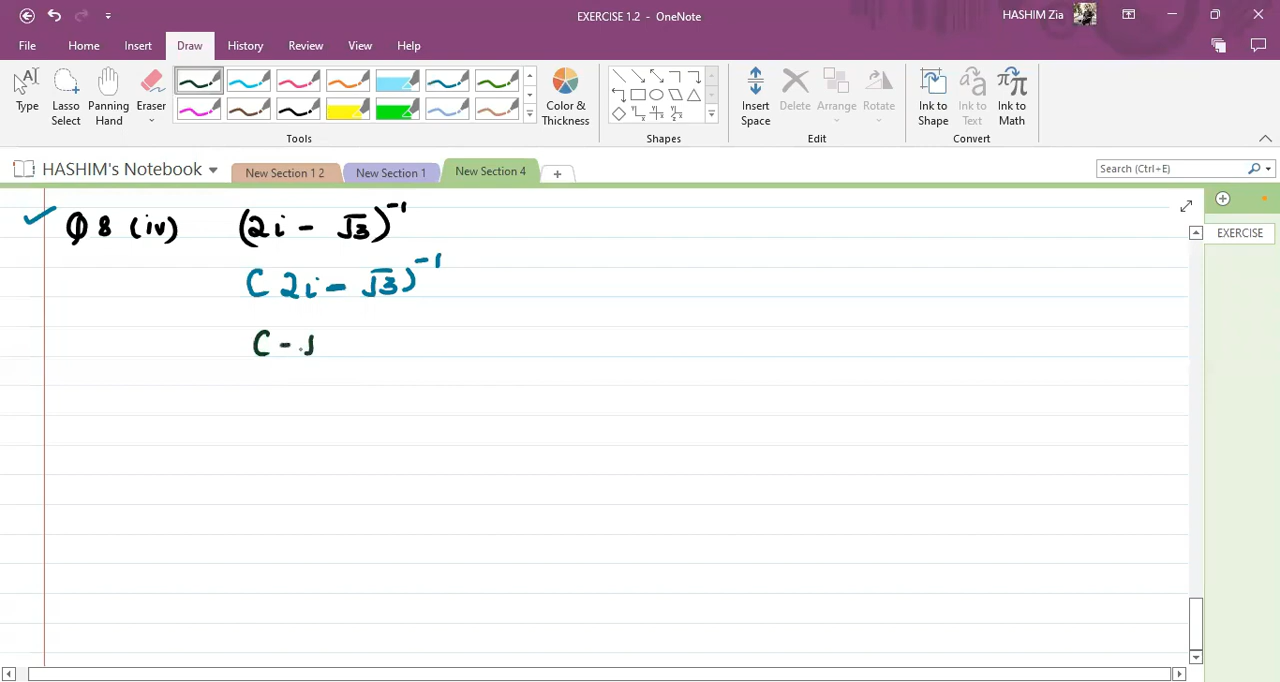 EXERCISE 1.2 - OneNote
HASHIM Zia
File Home Insert Draw History Review View Help
Type Lasso Select Panning Hand Eraser Color & Thickness Insert Space Delete Arrange Rotate Ink to Shape Ink to Text Ink to Math
Tools Shapes Edit Convert
HASHIM's Notebook New Section 1 2 New Section 1 New Section 4 + Search (Ctrl+E)
EXERCISE
Q 8 (iv) (2i - √3)⁻¹
(2i - √3)⁻¹
( -